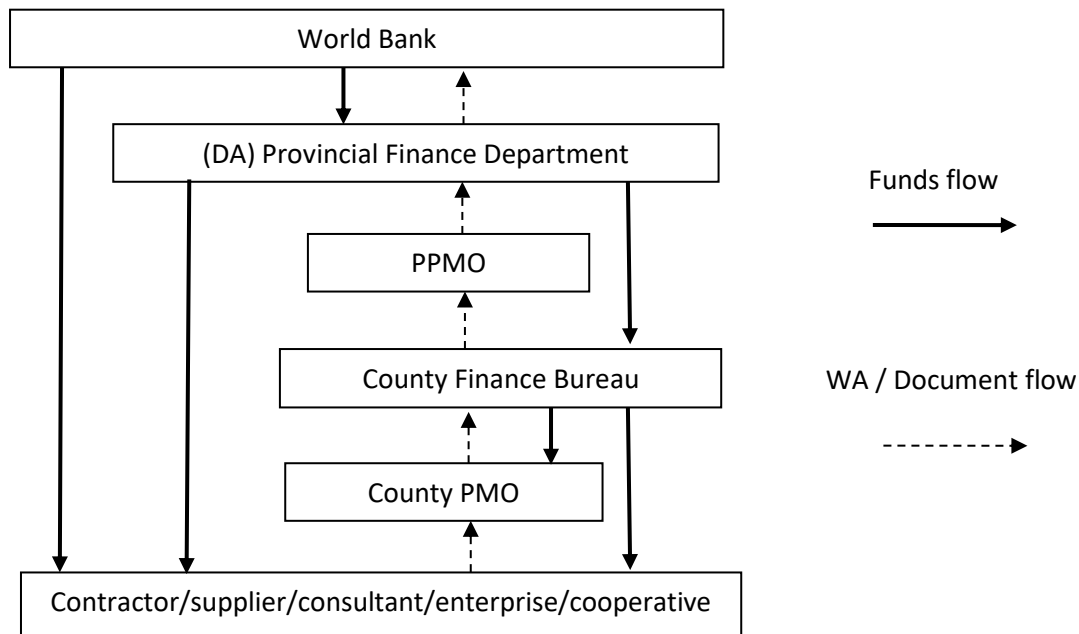 World Bank
(DA) Provincial Finance Department
Funds flow
PPMO
County Finance Bureau
WA / Document flow
County PMO
Contractor/supplier/consultant/enterprise/cooperative